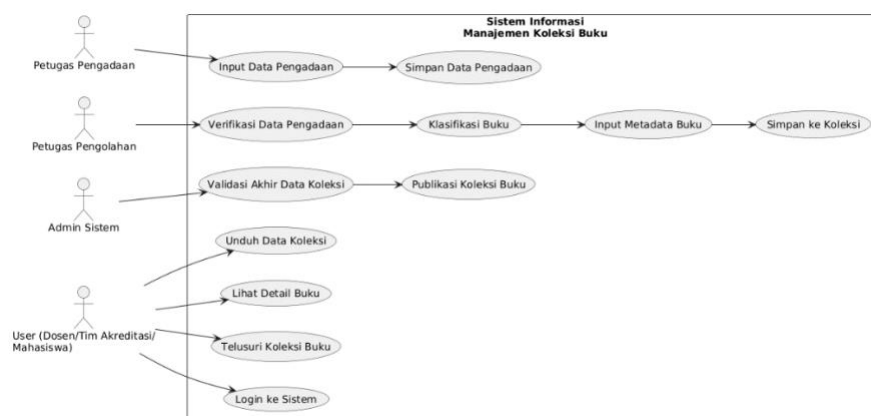 Sistem Informasi
Manajemen Koleksi Buku
Petugas Pengadaan
Input Data Pengadaan
Simpan Data Pengadaan
Petugas Pengolahan
Verifikasi Data Pengadaan
Klasifikasi Buku
Input Metadata Buku
Simpan ke Koleksi
Admin Sistem
Validasi Akhir Data Koleksi
Publikasi Koleksi Buku
Unduh Data Koleksi
Lihat Detail Buku
User (Dosen/Tim Akreditasi/
Mahasiswa)
Telusuri Koleksi Buku
Login ke Sistem